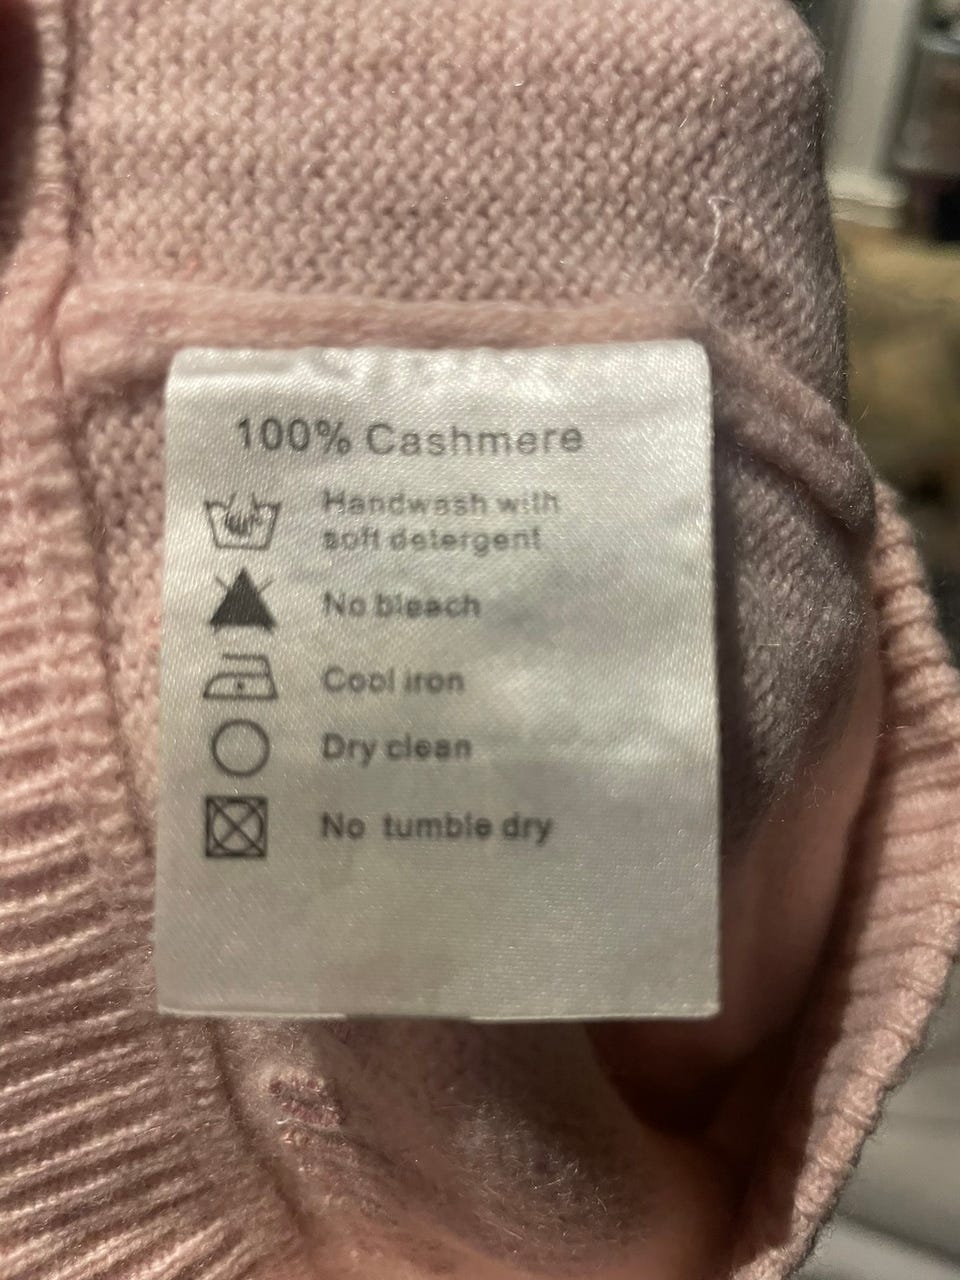 100% Cashmere
Handwash with
soft detergent
No bleach
Cool iron
Dry clean
No tumble dry